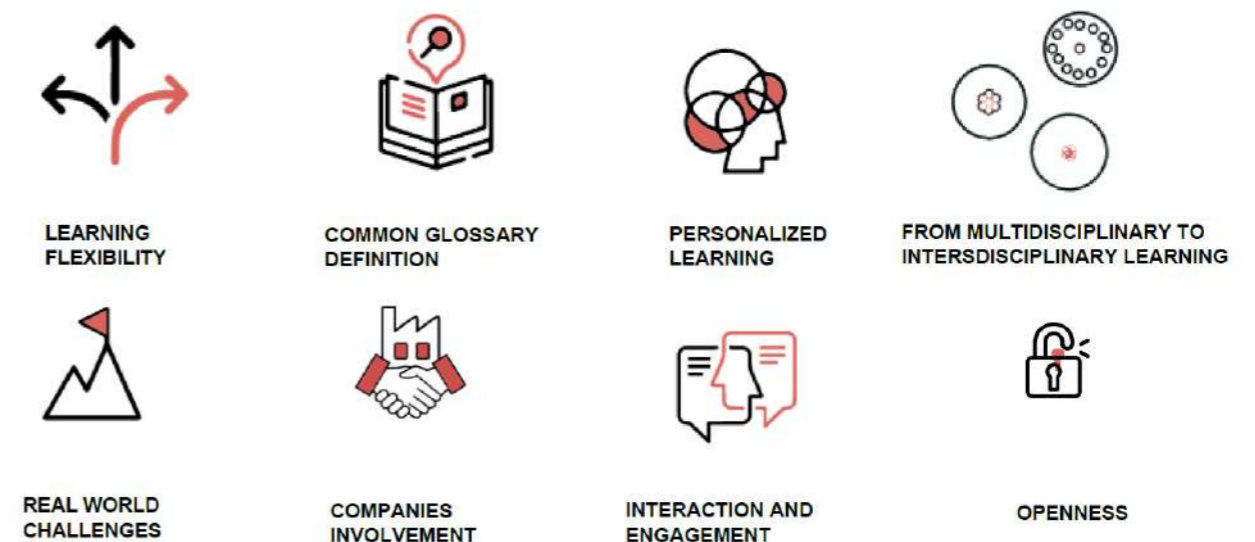 LEARNING
FLEXIBILITY
COMMON GLOSSARY
DEFINITION
PERSONALIZED
LEARNING
FROM MULTIDISCIPLINARY TO
INTERSDISCIPLINARY LEARNING
REAL WORLD
CHALLENGES
COMPANIES
INVOLVEMENT
INTERACTION AND
ENGAGEMENT
OPENNESS